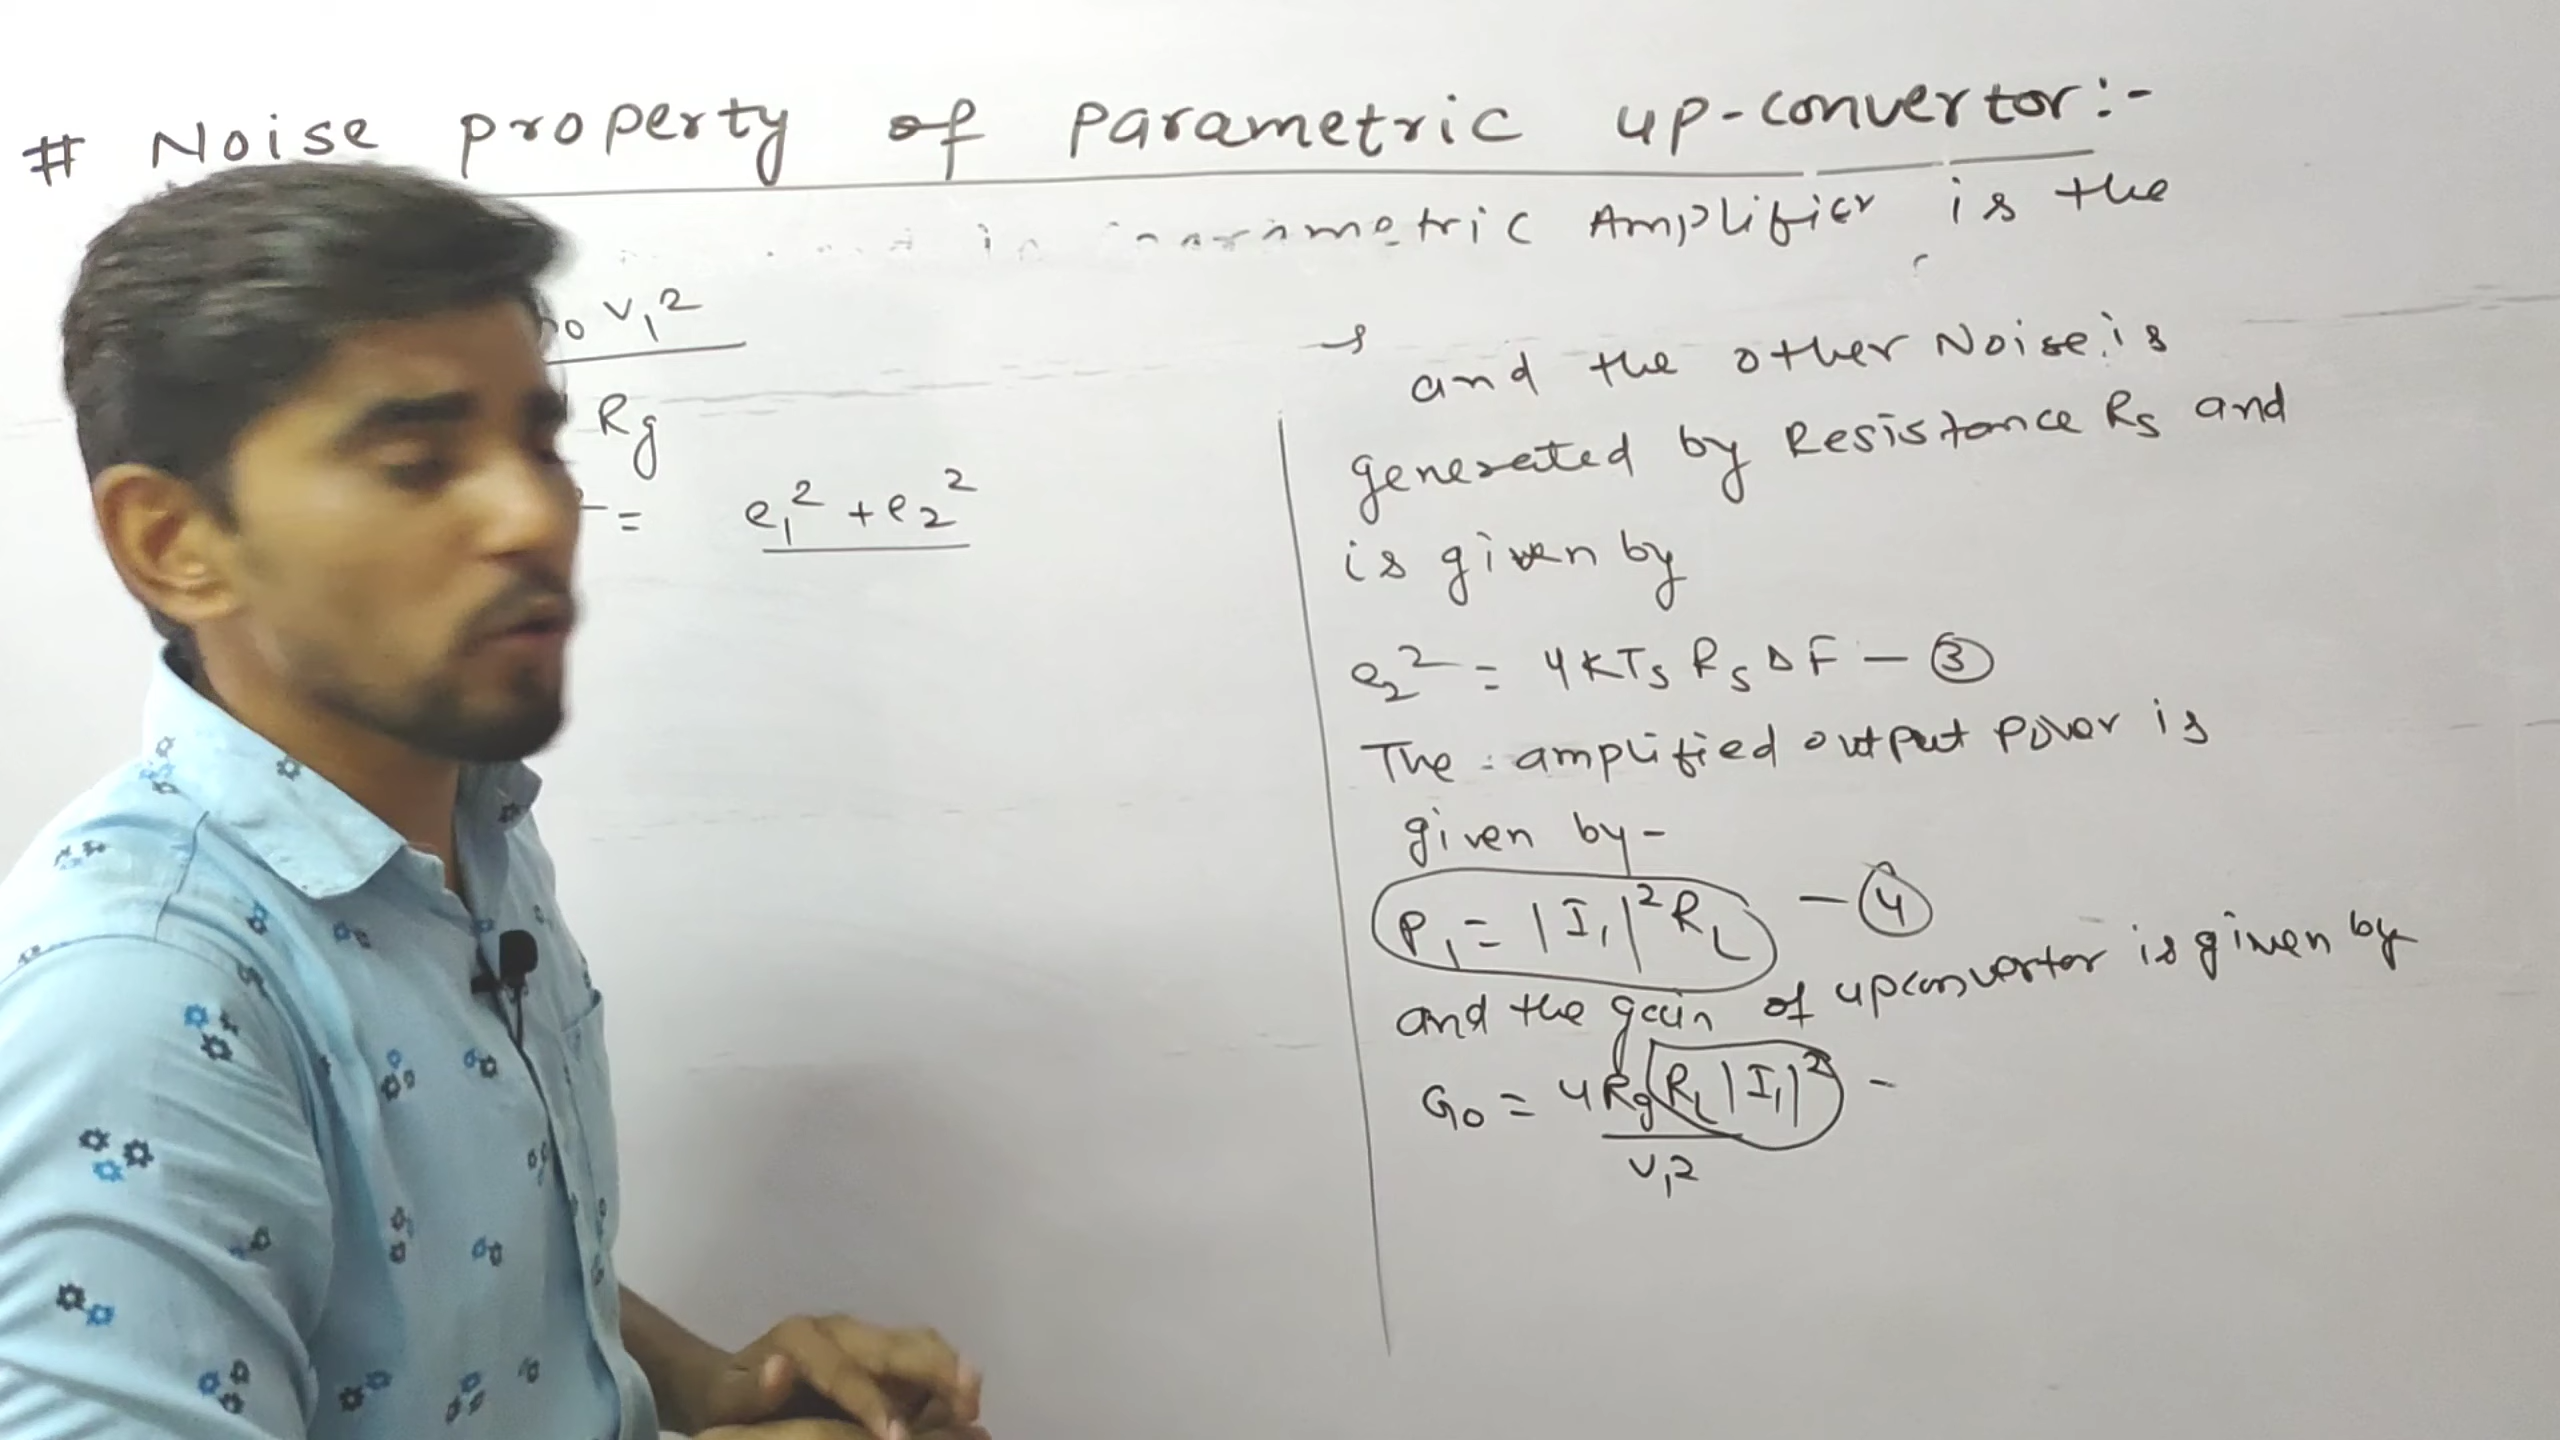 # Noise property of parametric up-convertor:-
in parametric Amplifier is the
V₁²
Rg
= e₁² + e₂²
and the other Noise is
generated by Resistance Rs and
is given by
e₂² = 4KTs Rs ΔF - ③
The amplified output power is
given by -
P₁ = |I₁|² RL - ④
and the gain of upconvertor is given by
G0 = 4Rg RL |I₁|² -
V₁²